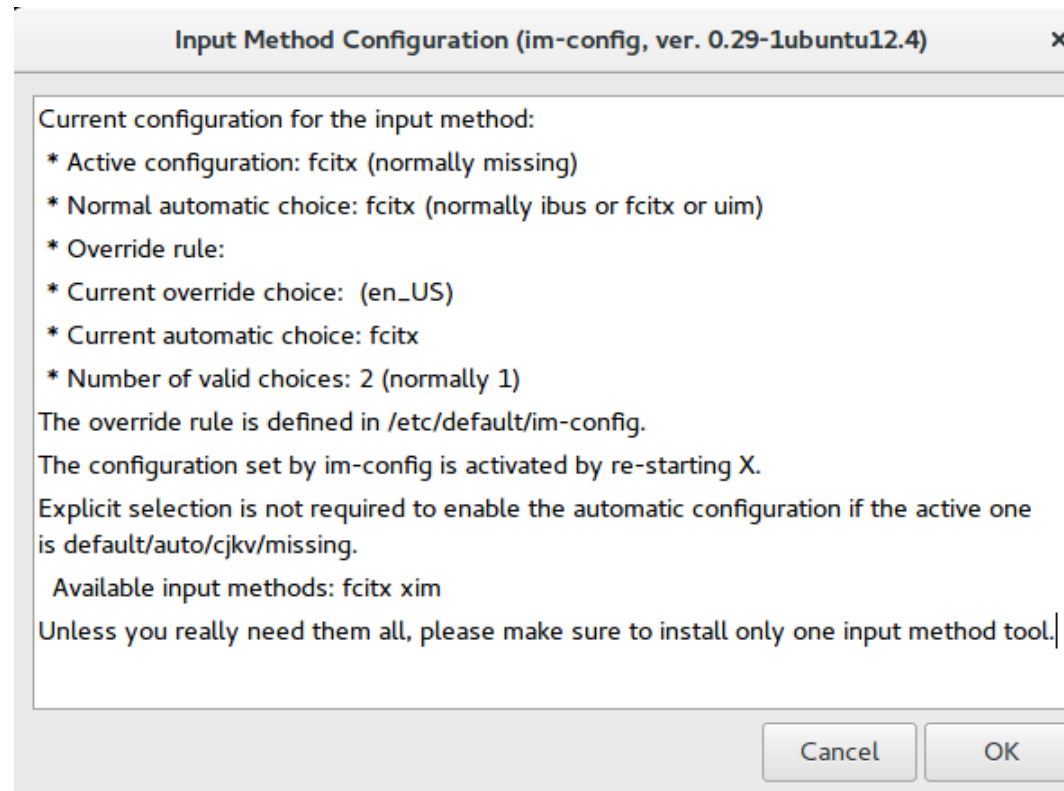 Input Method Configuration (im-config, ver. 0.29-1ubuntu12.4)
Current configuration for the input method:
* Active configuration: fcitx (normally missing)
* Normal automatic choice: fcitx (normally ibus or fcitx or uim)
* Override rule:
* Current override choice:  (en_US)
* Current automatic choice: fcitx
* Number of valid choices: 2 (normally 1)
The override rule is defined in /etc/default/im-config.
The configuration set by im-config is activated by re-starting X.
Explicit selection is not required to enable the automatic configuration if the active one
is default/auto/cjkv/missing.
Available input methods: fcitx xim
Unless you really need them all, please make sure to install only one input method tool.
Cancel
OK